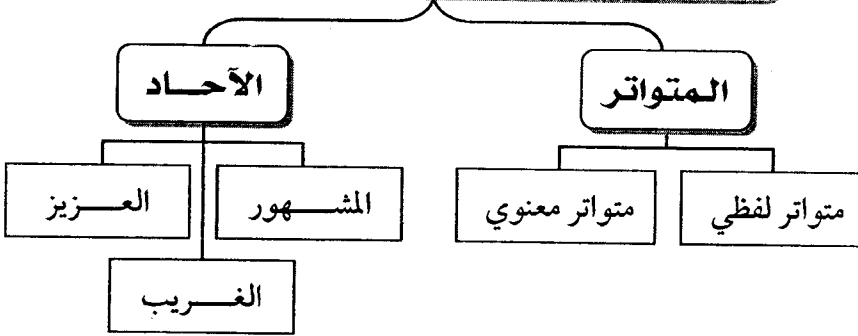 المتواتر
الآحاد
متواتر لفظي
متواتر معنوي
المشهور
العزيز
الغريب